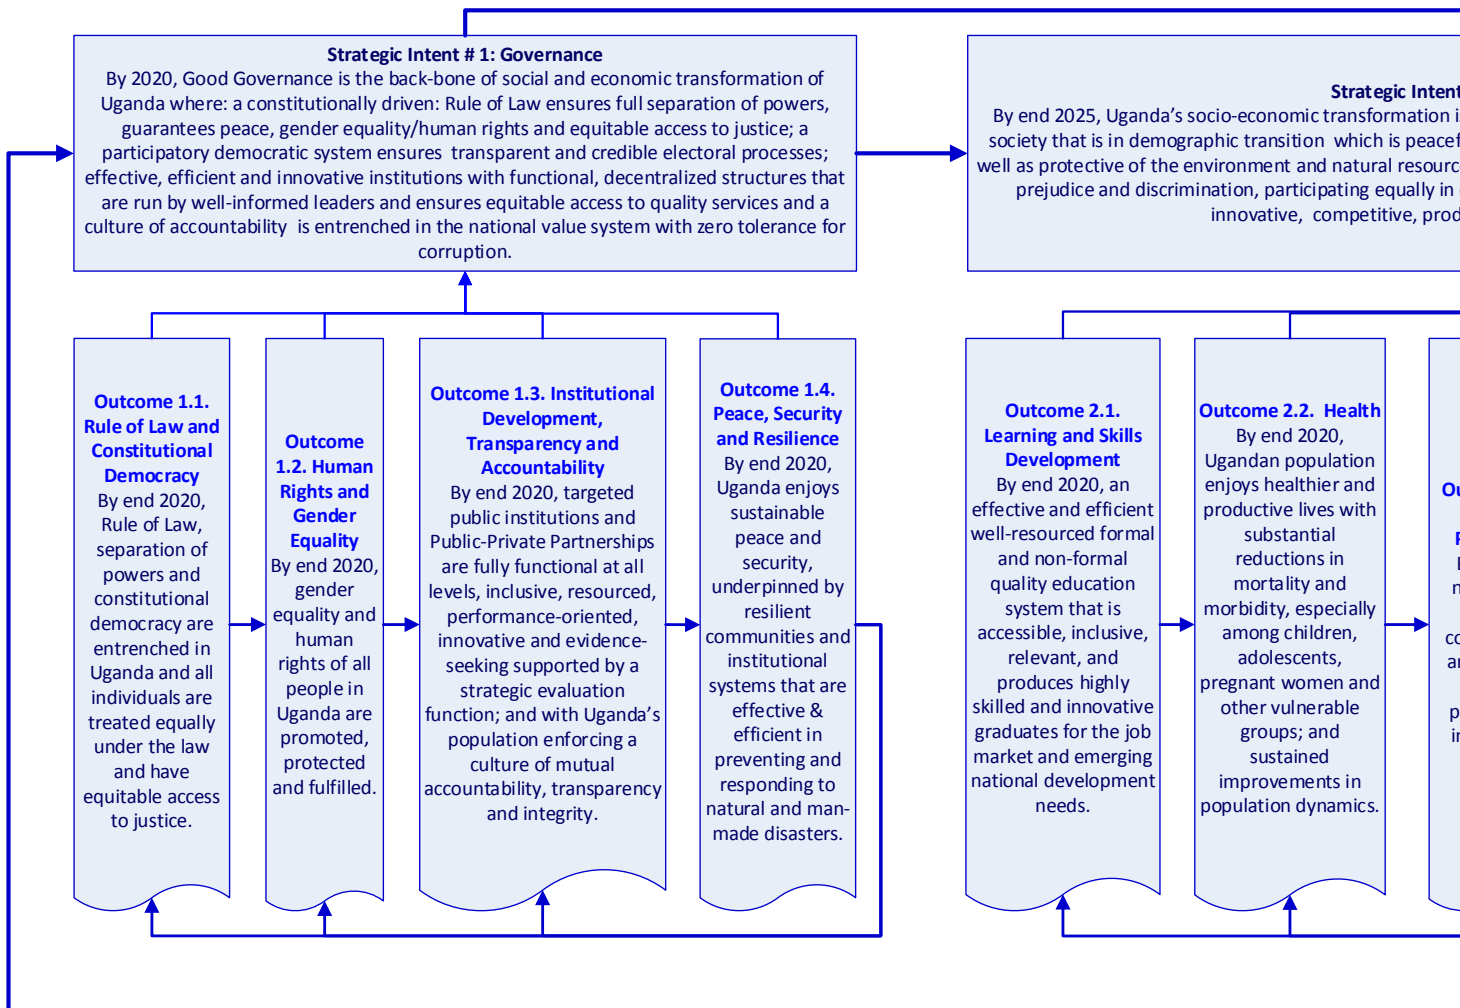 Strategic Intent # 1: Governance
By 2020, Good Governance is the back-bone of social and economic transformation of
Uganda where: a constitutionally driven: Rule of Law ensures full separation of powers,
guarantees peace, gender equality/human rights and equitable access to justice; a
participatory democratic system ensures transparent and credible electoral processes;
effective, efficient and innovative institutions with functional, decentralized structures that
are run by well-informed leaders and ensures equitable access to quality services and a
culture of accountability is entrenched in the national value system with zero tolerance for
corruption.
Strategic Intent
By end 2025, Uganda’s socio-economic transformation
society that is in demographic transition which is
well as protective of the environment and natural
prejudice and discrimination, participating equally in
innovative, competitive,
Outcome 1.1.
Rule of Law and
Constitutional
Democracy
By end 2020,
Rule of Law,
separation of
powers and
constitutional
democracy are
entrenched in
Uganda and all
individuals are
treated equally
under the law
and have
equitable access
to justice.
Outcome
1.2. Human
Rights and
Gender
Equality
By end 2020,
gender
equality and
human
rights of all
people in
Uganda are
promoted,
protected
and fulfilled.
Outcome 1.3. Institutional
Development,
Transparency and
Accountability
By end 2020, targeted
public institutions and
Public-Private Partnerships
are fully functional at all
levels, inclusive, resourced,
performance-oriented,
innovative and evidence-
seeking supported by a
strategic evaluation
function; and with Uganda’s
population enforcing a
culture of mutual
accountability, transparency
and integrity.
Outcome 1.4.
Peace, Security
and Resilience
By end 2020,
Uganda enjoys
sustainable
peace and
security,
underpinned by
resilient
communities and
institutional
systems that are
effective &
efficient in
preventing and
responding to
natural and man-
made disasters.
Outcome 2.1.
Learning and Skills
Development
By end 2020, an
effective and efficient
well-resourced formal
and non-formal
quality education
system that is
accessible, inclusive,
relevant, and
produces highly
skilled and innovative
graduates for the job
market and emerging
national development
needs.
Outcome 2.2. Health
By end 2020,
Ugandan population
enjoys healthier and
productive lives with
substantial
reductions in
mortality and
morbidity, especially
among children,
adolescents,
pregnant women and
other vulnerable
groups; and
sustained
improvements in
population dynamics.